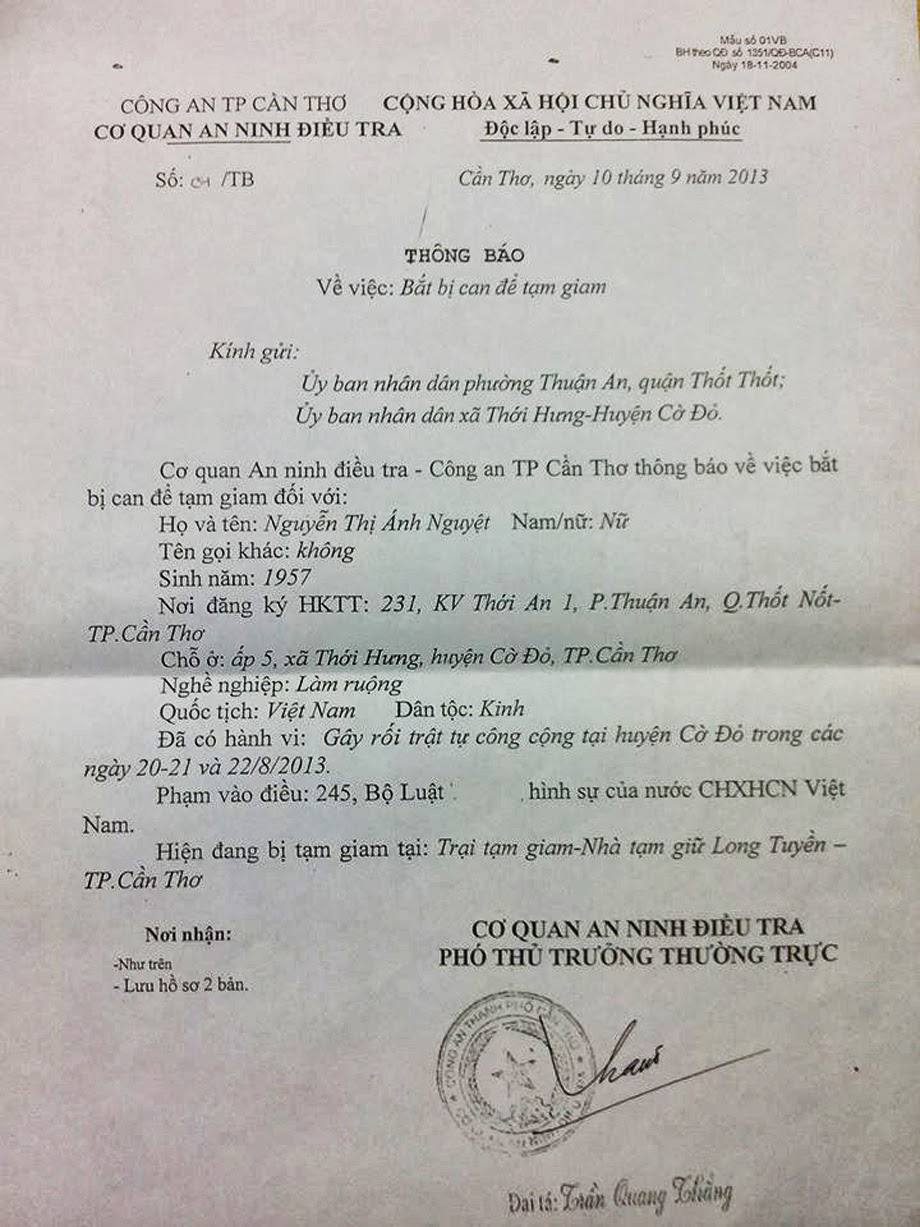 Mẫu số 01VB
BH theo QĐ số 1351/QĐ-BCA(C11)
Ngày 18-11-2004
CÔNG AN TP CẦN THƠ
CƠ QUAN AN NINH ĐIỀU TRA
CỘNG HÒA XÃ HỘI CHỦ NGHĨA VIỆT NAM
Độc lập - Tự do - Hạnh phúc
Số: /TB
Cần Thơ, ngày 10 tháng 9 năm 2013
THÔNG BÁO
Về việc: Bắt bị can để tạm giam
Kính gửi:
Ủy ban nhân dân phường Thuận An, quận Thốt Thốt;
Ủy ban nhân dân xã Thới Hưng-Huyện Cờ Đỏ.
Cơ quan An ninh điều tra - Công an TP Cần Thơ thông báo về việc bắt
bị can để tạm giam đối với:
Họ và tên: Nguyễn Thị Ánh Nguyệt Nam/nữ: Nữ
Tên gọi khác: không
Sinh năm: 1957
Nơi đăng ký HKTT: 231, KV Thới An 1, P.Thuận An, Q.Thốt Nốt-
TP.Cần Thơ
Chỗ ở: ấp 5, xã Thới Hưng, huyện Cờ Đỏ, TP.Cần Thơ
Nghề nghiệp: Làm ruộng
Quốc tịch: Việt Nam Dân tộc: Kinh
Đã có hành vi: Gây rối trật tự công cộng tại huyện Cờ Đỏ trong các
ngày 20-21 và 22/8/2013.
Phạm vào điều: 245, Bộ Luật hình sự của nước CHXHCN Việt
Nam.
Hiện đang bị tạm giam tại: Trại tạm giam-Nhà tạm giữ Long Tuyền –
TP.Cần Thơ
Nơi nhận:
-Như trên
- Lưu hồ sơ 2 bản.
CƠ QUAN AN NINH ĐIỀU TRA
PHÓ THỦ TRƯỞNG THƯỜNG TRỰC
CÔNG AN THÀNH PHỐ CẦN THƠ
Đại tá: Trần Quang Thắng